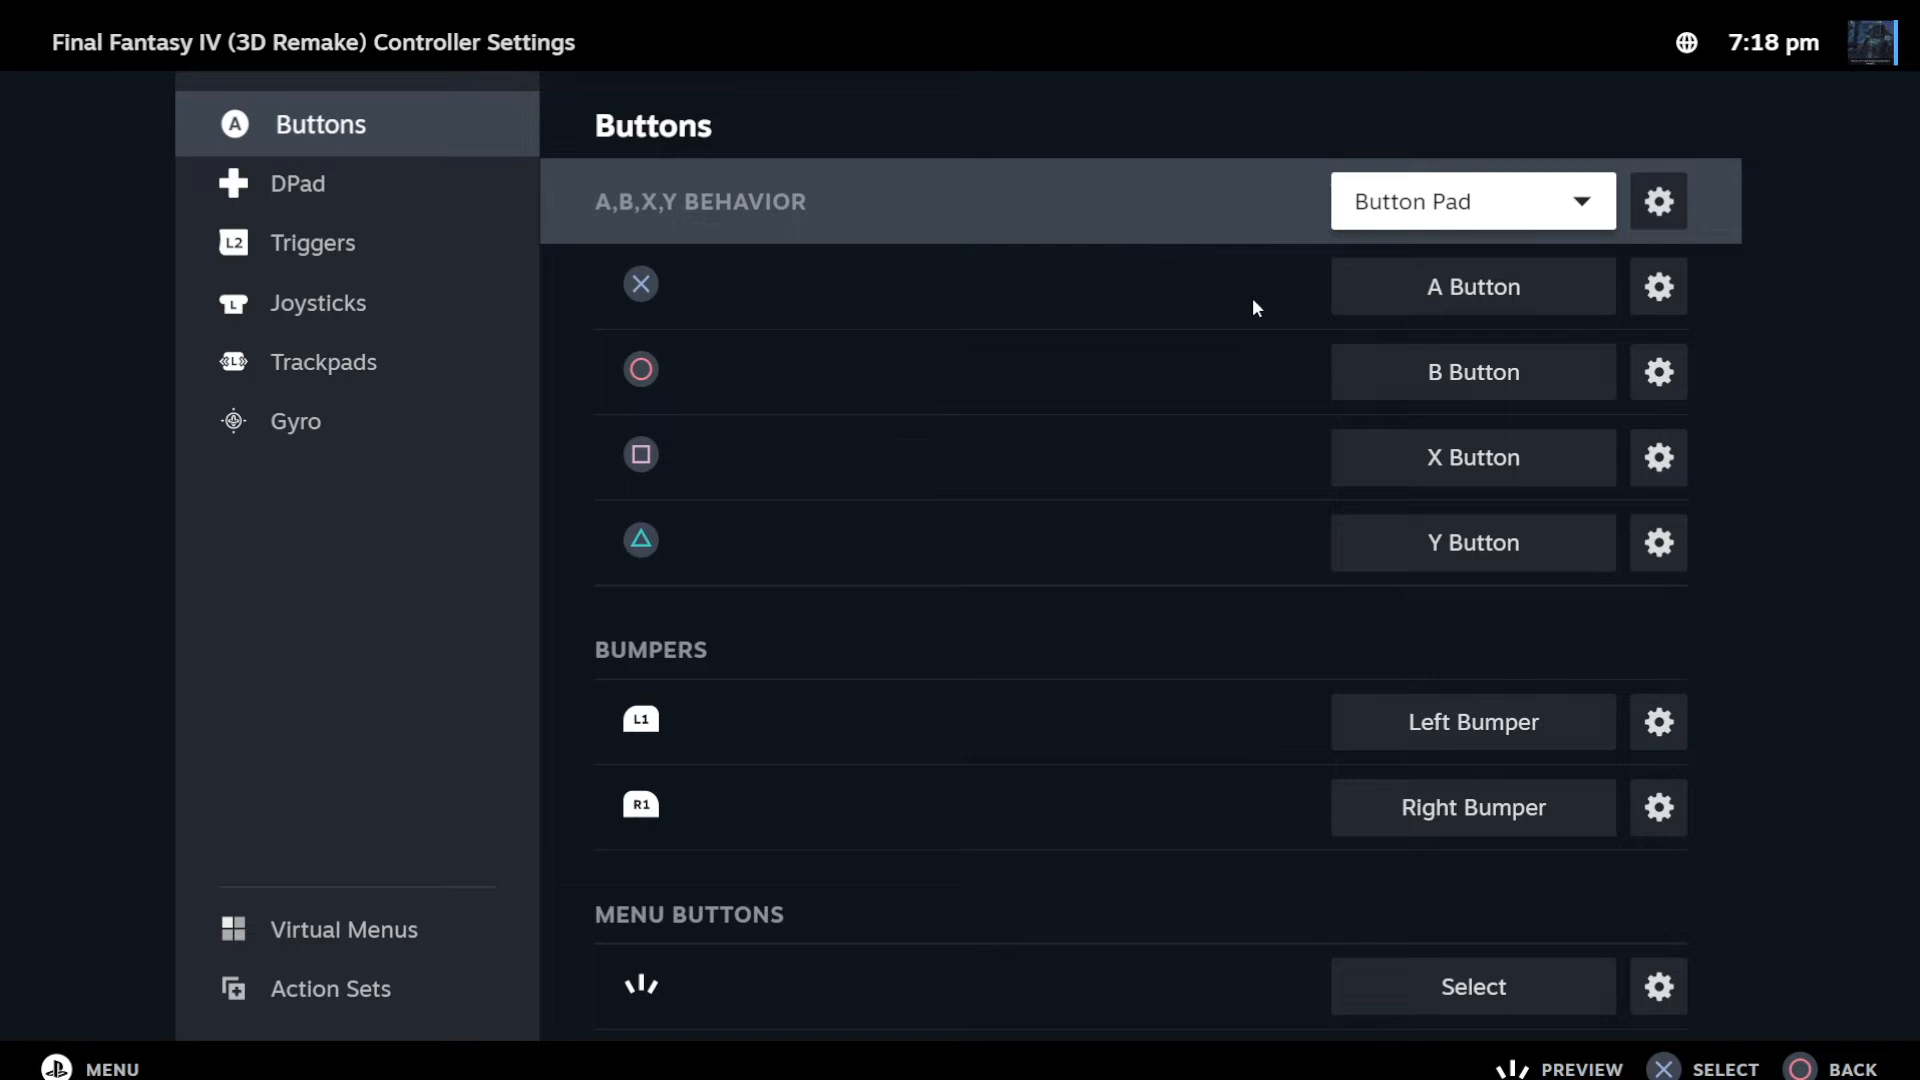 Final Fantasy IV (3D Remake) Controller Settings
7:18 pm
A Buttons
DPad
L2 Triggers
L Joysticks
L Trackpads
Gyro
Virtual Menus
Action Sets
Buttons
A,B,X,Y BEHAVIOR
Button Pad
A Button
B Button
X Button
Y Button
BUMPERS
L1 Left Bumper
R1 Right Bumper
MENU BUTTONS
Select
MENU
PREVIEW
SELECT
BACK